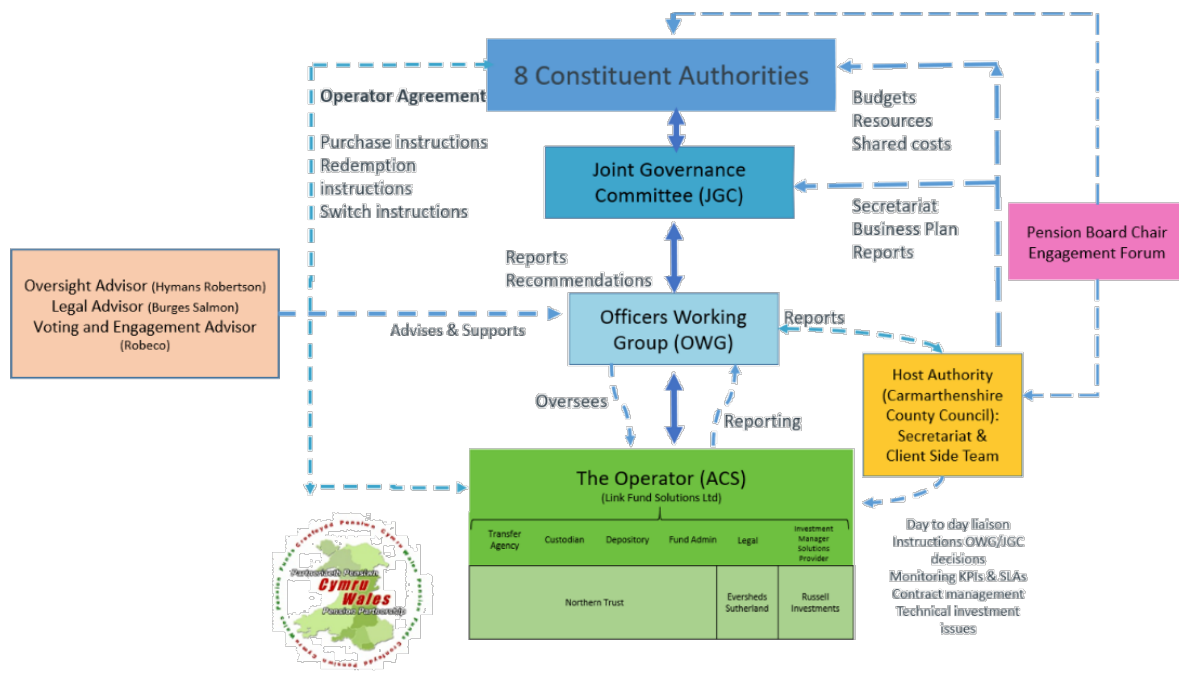 8 Constituent Authorities
Operator Agreement
Purchase instructions
Redemption
instructions
Switch instructions
Budgets
Resources
Shared costs
Joint Governance
Committee (JGC)
Secretariat
Business Plan
Reports
Pension Board Chair
Engagement Forum
Reports
Recommendations
Oversight Advisor (Hymans Robertson)
Legal Advisor (Burges Salmon)
Voting and Engagement Advisor
(Robeco)
Advises & Supports
Officers Working
Group (OWG)
Reports
Host Authority
(Carmarthenshire
County Council):
Secretariat &
Client Side Team
Oversees
Reporting
The Operator (ACS)
(Link Fund Solutions Ltd)
Transfer
Agency
Custodian
Depository
Fund Admin
Legal
Investment
Manager
Solutions
Provider
Northern Trust
Eversheds
Sutherland
Russell
Investments
Day to day liaison
Instructions OWG/JGC
decisions
Monitoring KPIs & SLAs
Contract management
Technical investment
issues
Partneriaeth Pensiwn
Cymru
Wales
Pension Partnership